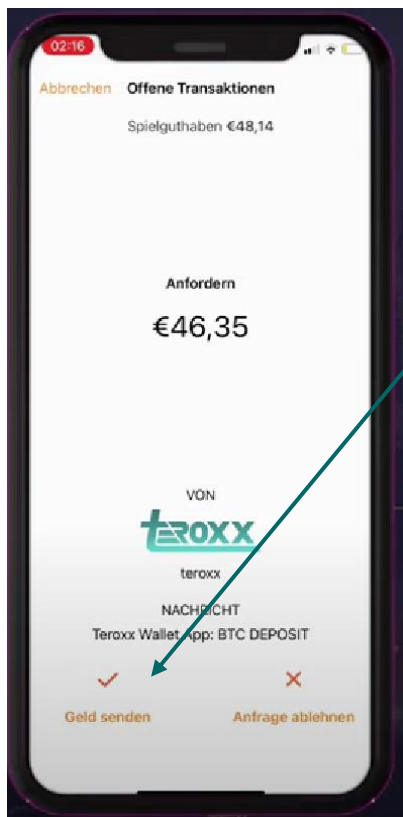 02:16
Abbrechen Offene Transaktionen
Spielguthaben €48,14
Anfordern
€46,35
VON
teroxx
teroxx
NACHRICHT
Teroxx Wallet App: BTC DEPOSIT
Geld senden Anfrage ablehnen